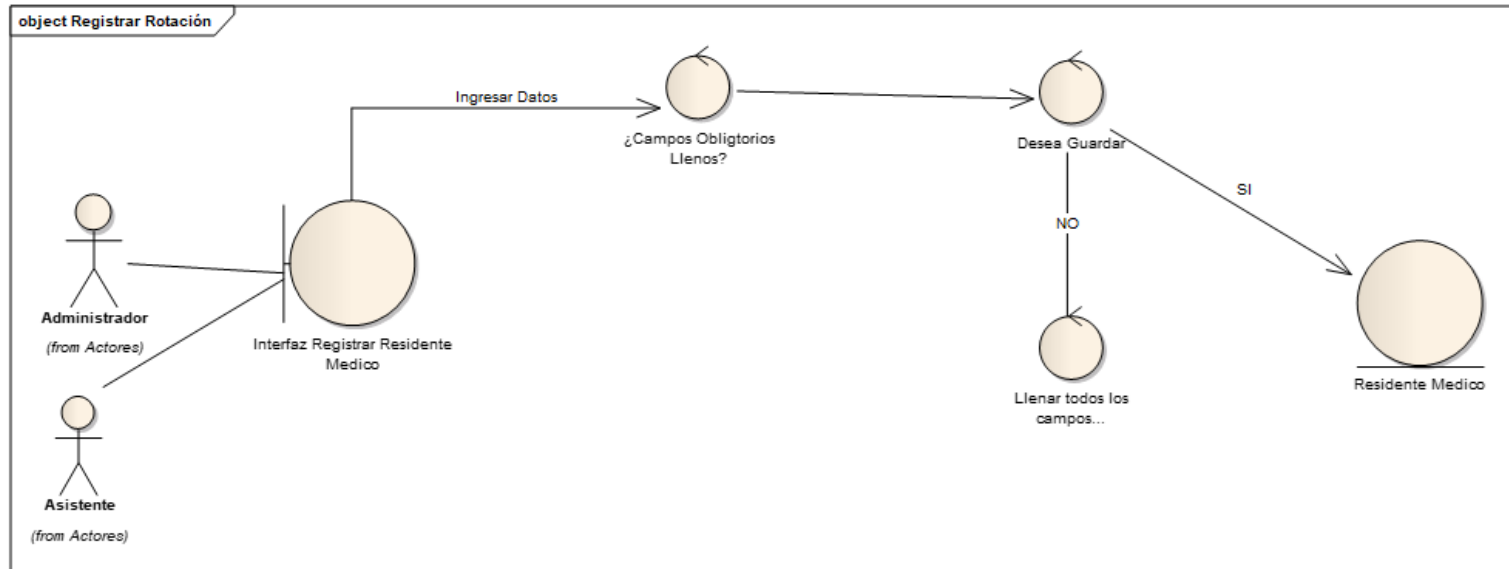 object Registrar Rotación
Ingresar Datos
¿Campos Obligtorios
Llenos?
Desea Guardar
SI
NO
Administrador
(from Actores)
Interfaz Registrar Residente
Medico
Llenar todos los
campos...
Residente Medico
Asistente
(from Actores)